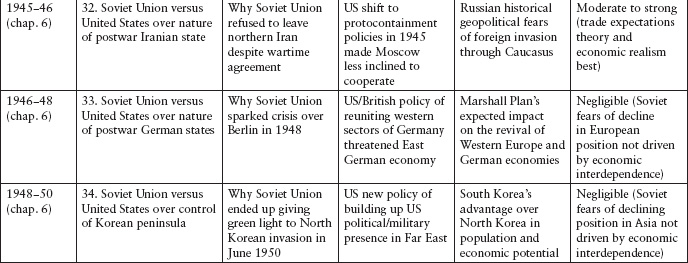 1945–46
(chap. 6)
32. Soviet Union versus
United States over nature
of postwar Iranian state
Why Soviet Union
refused to leave
northern Iran
despite wartime
agreement
US shift to
protocontainment
policies in 1945
made Moscow
less inclined to
cooperate
Russian historical
geopolitical fears
of foreign invasion
through Caucasus
Moderate to strong
(trade expectations
theory and
economic realism
best)
1946–48
(chap. 6)
33. Soviet Union versus
United States over nature
of postwar German states
Why Soviet Union
sparked crisis over
Berlin in 1948
US/British policy of
reuniting western
sectors of Germany
threatened East
German economy
Marshall Plan’s
expected impact
on the revival of
Western Europe and
German economies
Negligible (Soviet
fears of decline
in European
position not driven
by economic
interdependence)
1948–50
(chap. 6)
34. Soviet Union versus
United States over control
of Korean peninsula
Why Soviet Union
ended up giving
green light to North
Korean invasion in
June 1950
US new policy of
building up US
political/military
presence in Far East
South Korea’s
advantage over
North Korea in
population and
economic potential
Negligible (Soviet
fears of declining
position in Asia not
driven by economic
interdependence)